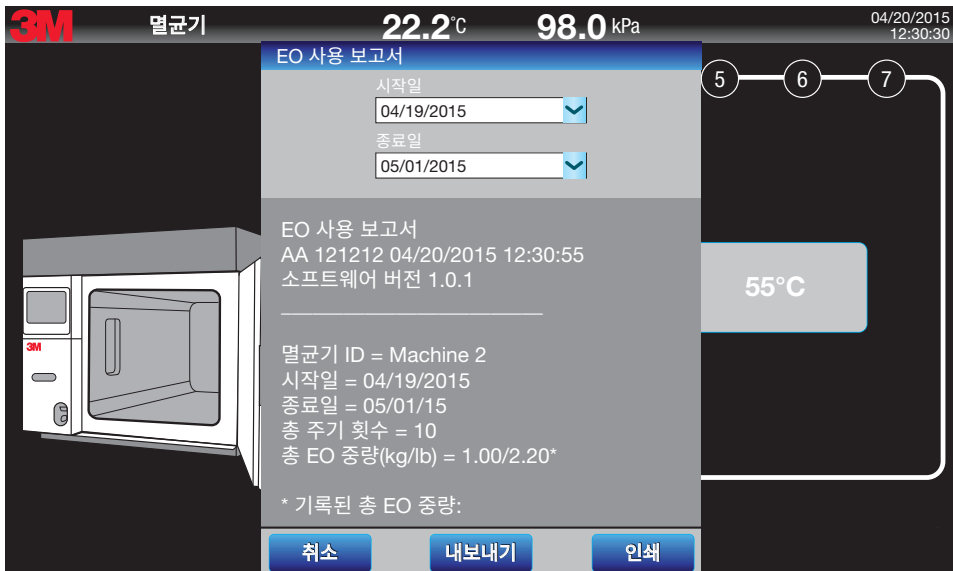 3M 멸균기 22.2°C 98.0 kPa 04/20/2015
12:30:30
EO 사용 보고서
시작일
04/19/2015
종료일
05/01/2015
5 6 7
EO 사용 보고서
AA 121212 04/20/2015 12:30:55
소프트웨어 버전 1.0.1
멸균기 ID = Machine 2
시작일 = 04/19/2015
종료일 = 05/01/15
총 주기 횟수 = 10
총 EO 중량(kg/lb) = 1.00/2.20*
* 기록된 총 EO 중량:
55°C
3M
취소 내보내기 인쇄